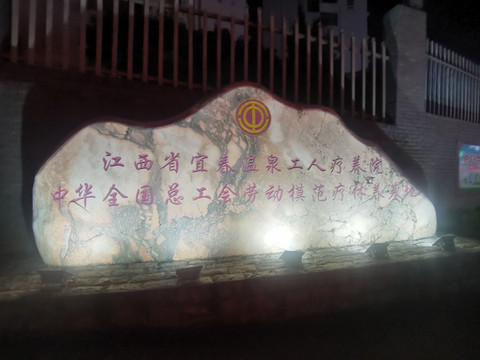 江西省宜春温泉工人疗养院
中华全国总工会劳动模范疗休养基地